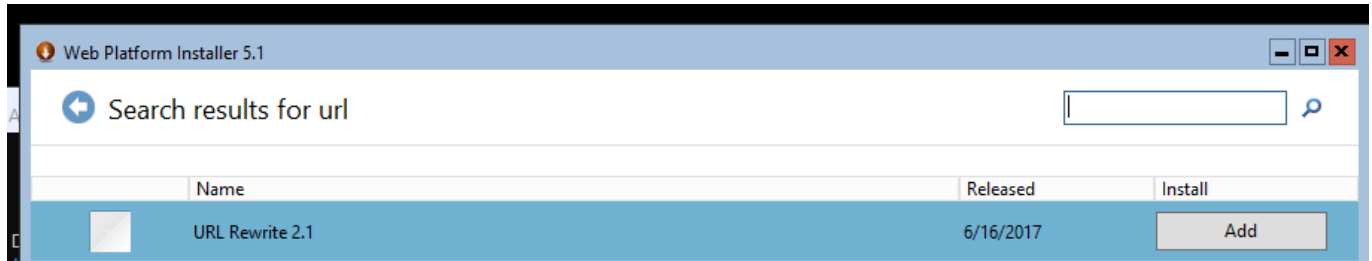 Web Platform Installer 5.1
Search results for url
Name Released Install
URL Rewrite 2.1 6/16/2017 Add